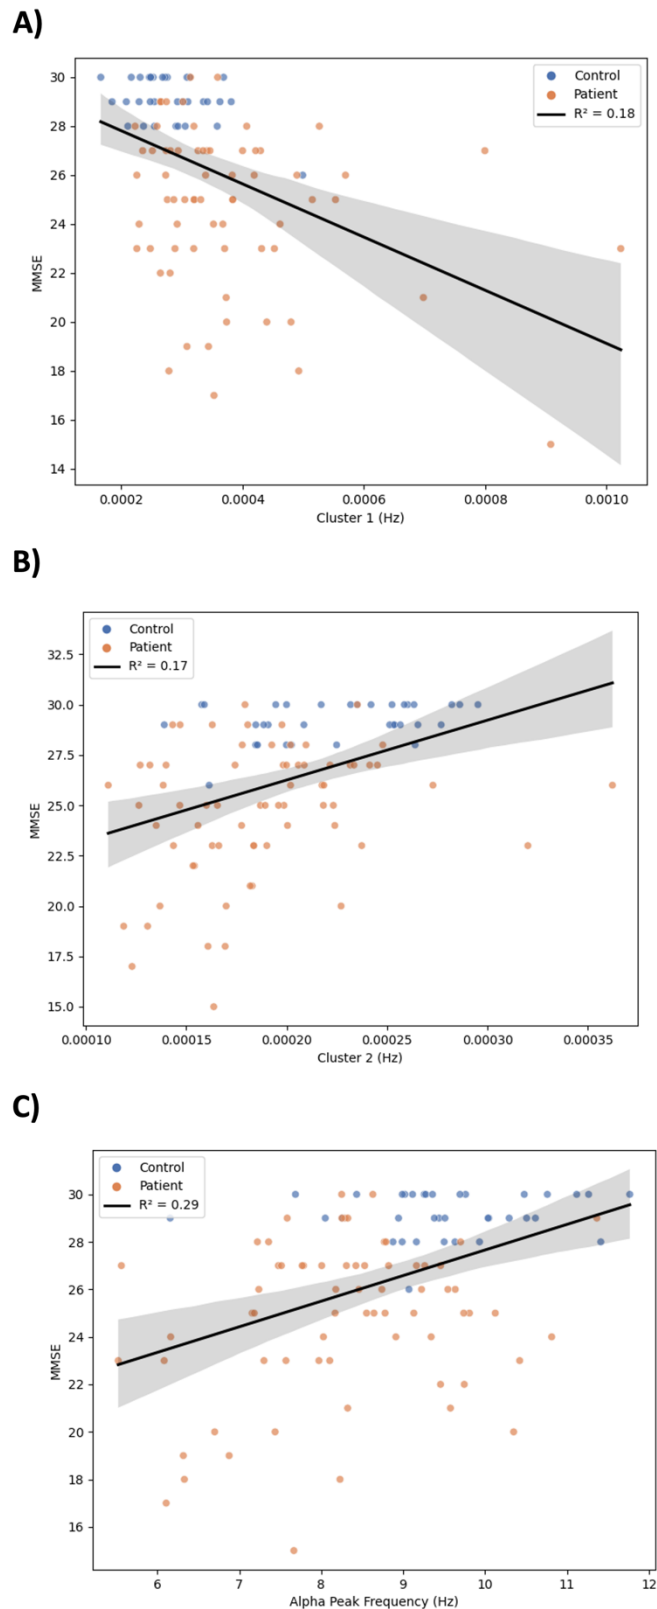 A)
30
28
26
24
22
20
18
16
14
MMSE
Control
Patient
R² = 0.18
0.0002 0.0004 0.0006 0.0008 0.0010
Cluster 1 (Hz)
B)
32.5
30.0
27.5
25.0
22.5
20.0
17.5
15.0
MMSE
Control
Patient
R² = 0.17
0.00010 0.00015 0.00020 0.00025 0.00030 0.00035
Cluster 2 (Hz)
C)
30
28
26
24
22
20
18
16
MMSE
Control
Patient
R² = 0.29
6 7 8 9 10 11 12
Alpha Peak Frequency (Hz)